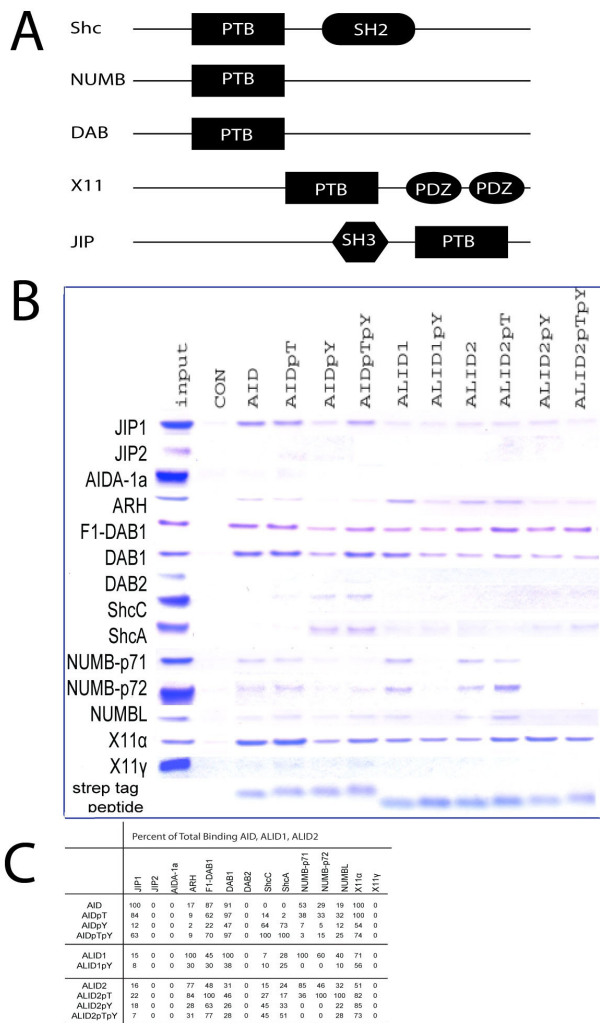 A
Shc PTB SH2
NUMB PTB
DAB PTB
X11 PTB PDZ PDZ
JIP SH3 PTB
B
input CON AID AIDpT AIDpY AIDpTpY ALID1 ALID1pY ALID2 ALID2pT ALID2pY ALID2pTpY
JIP1
JIP2
AIDA-1a
ARH
F1-DAB1
DAB1
DAB2
ShcC
ShcA
NUMB-p71
NUMB-p72
NUMBL
X11α
X11γ
strep tag
peptide
C
Percent of Total Binding AID, ALID1, ALID2
JIP1 JIP2 AIDA-1a ARH F1-DAB1 DAB1 DAB2 ShcC ShcA NUMB-p71 NUMB-p72 NUMBL X11α X11γ
AID 100 0 0 17 87 91 0 0 0 53 29 19 100 0
AIDpT 84 0 0 9 62 97 0 14 2 38 33 32 100 0
AIDpY 12 0 0 2 22 47 0 64 73 7 5 12 54 0
AIDpTpY 63 0 0 9 70 97 0 100 100 3 15 25 74 0
ALID1 15 0 0 100 45 100 0 7 28 100 60 40 71 0
ALID1pY 8 0 0 30 30 38 0 10 25 0 0 10 56 0
ALID2 16 0 0 77 48 31 0 15 24 85 46 32 51 0
ALID2pT 22 0 0 84 100 46 0 27 17 36 100 100 82 0
ALID2pY 18 0 0 28 63 26 0 45 33 0 0 22 85 0
ALID2pTpY 7 0 0 31 77 28 0 45 51 0 0 28 73 0